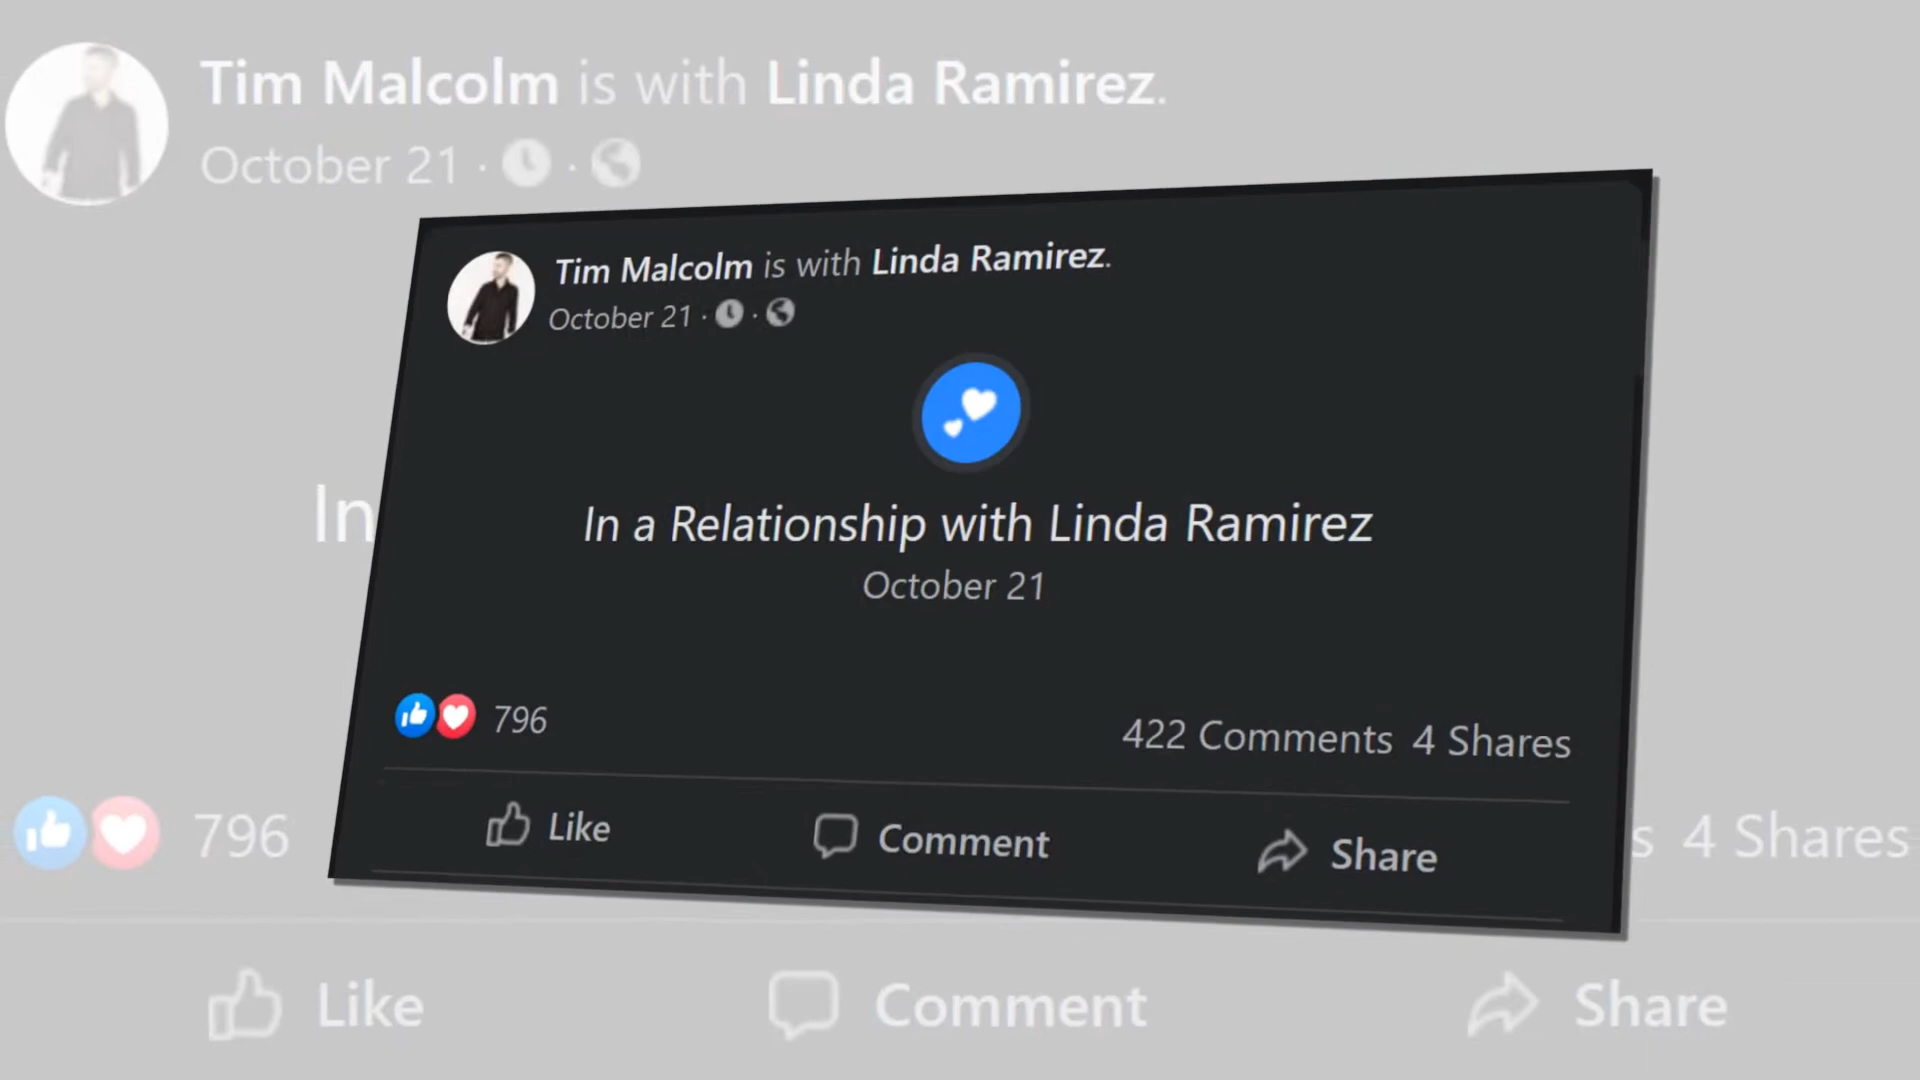 Tim Malcolm is with Linda Ramirez.
October 21
Tim Malcolm is with Linda Ramirez.
October 21
In
In a Relationship with Linda Ramirez
October 21
796
422 Comments 4 Shares
Like Comment Share
796
s 4 Shares
Like Comment Share